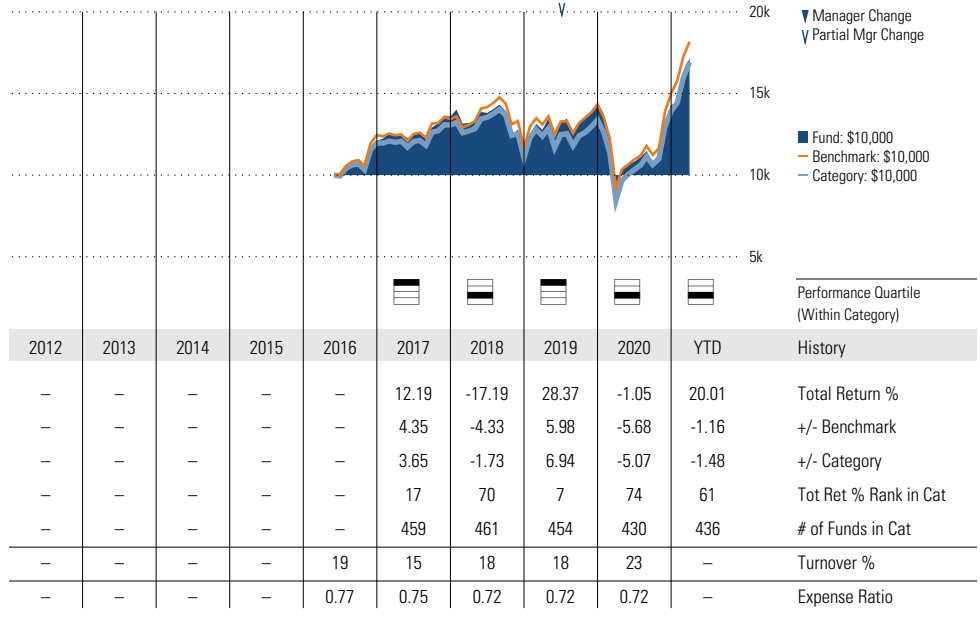 20k
▼ Manager Change
V Partial Mgr Change
15k
Fund: $10,000
Benchmark: $10,000
Category: $10,000
10k
5k
Performance Quartile
(Within Category)
2012 2013 2014 2015 2016 2017 2018 2019 2020 YTD History
– – – – – 12.19 -17.19 28.37 -1.05 20.01 Total Return %
– – – – – 4.35 -4.33 5.98 -5.68 -1.16 +/- Benchmark
– – – – – 3.65 -1.73 6.94 -5.07 -1.48 +/- Category
– – – – – 17 70 7 74 61 Tot Ret % Rank in Cat
– – – – – 459 461 454 430 436 # of Funds in Cat
– – – – 19 15 18 18 23 – Turnover %
– – – – 0.77 0.75 0.72 0.72 0.72 – Expense Ratio